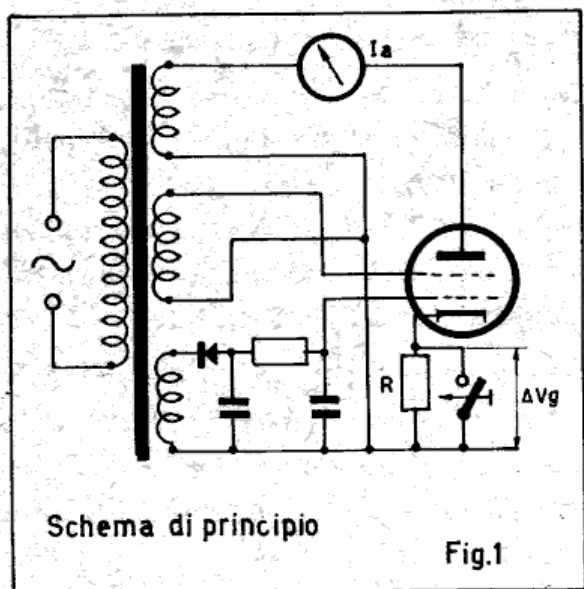 Ia
R
ΔVg
Schema di principio
Fig.1